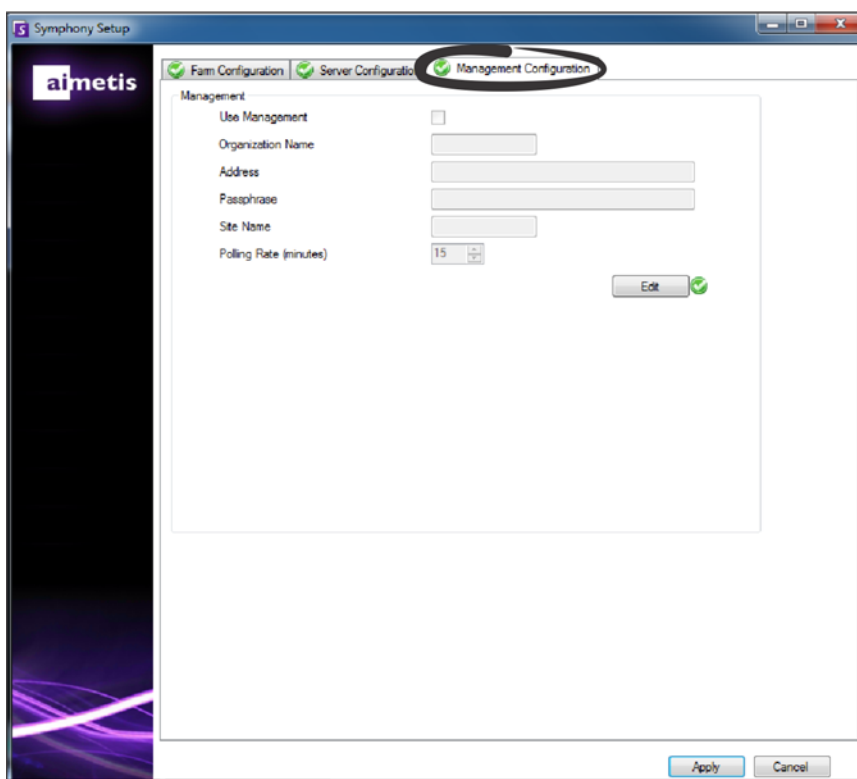 Symphony Setup
aimetis
Farm Configuration
Server Configuratio
Management Configuration
Management
Use Management
Organization Name
Address
Passphrase
Site Name
Polling Rate (minutes)
15
Edit
Apply
Cancel